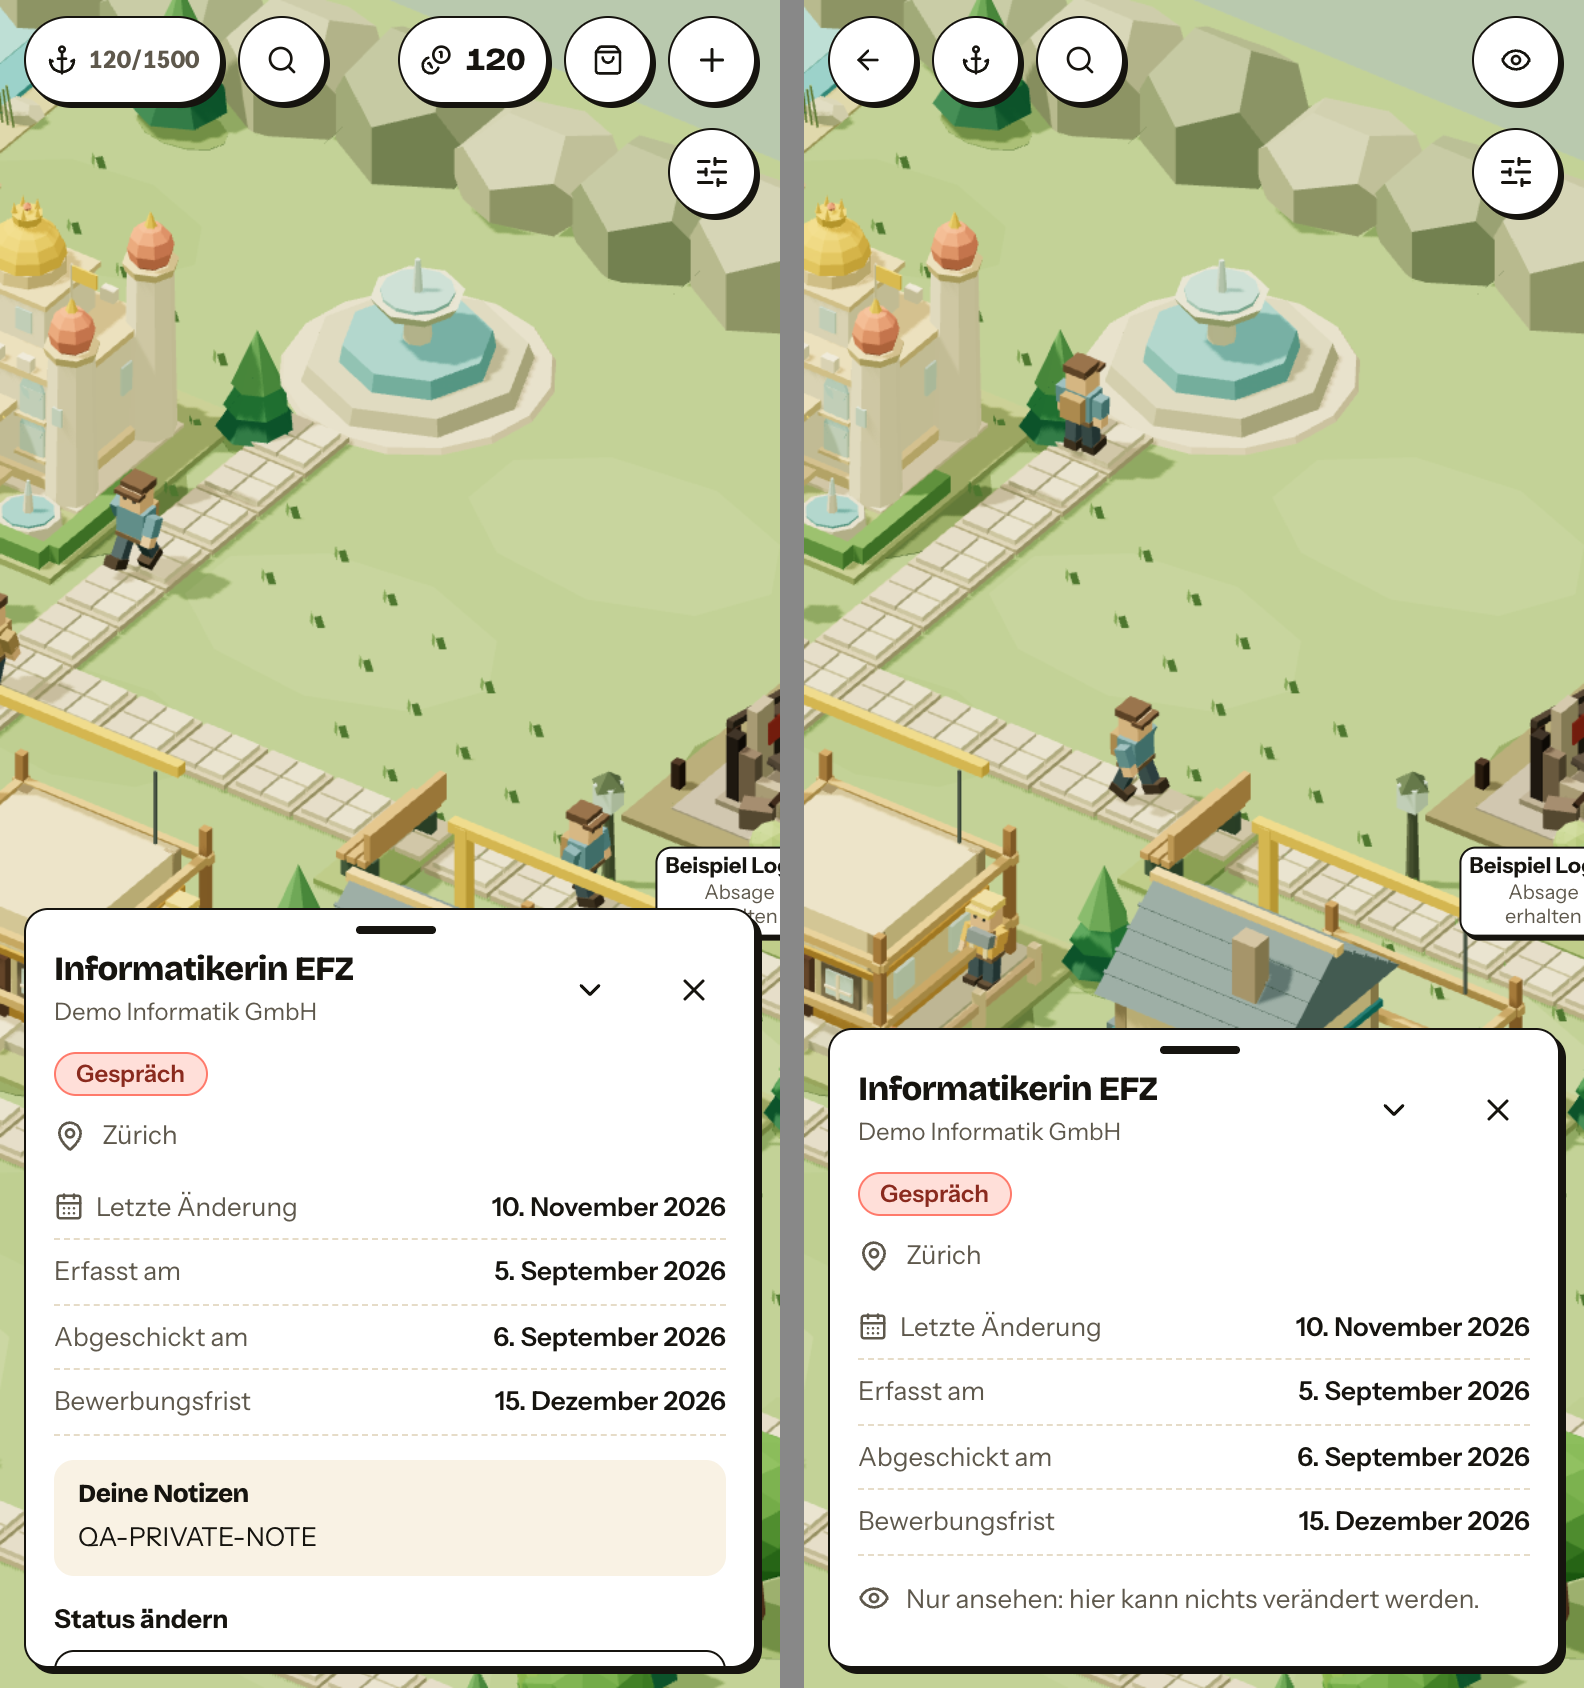 120/1500
120
Beispiel Log
Absage
lten
Informatikerin EFZ
Demo Informatik GmbH
Gespräch
Zürich
Letzte Änderung 10. November 2026
Erfasst am 5. September 2026
Abgeschickt am 6. September 2026
Bewerbungsfrist 15. Dezember 2026
Deine Notizen
QA-PRIVATE-NOTE
Status ändern
Beispiel Log
Absage
erhalten
Informatikerin EFZ
Demo Informatik GmbH
Gespräch
Zürich
Letzte Änderung 10. November 2026
Erfasst am 5. September 2026
Abgeschickt am 6. September 2026
Bewerbungsfrist 15. Dezember 2026
Nur ansehen: hier kann nichts verändert werden.